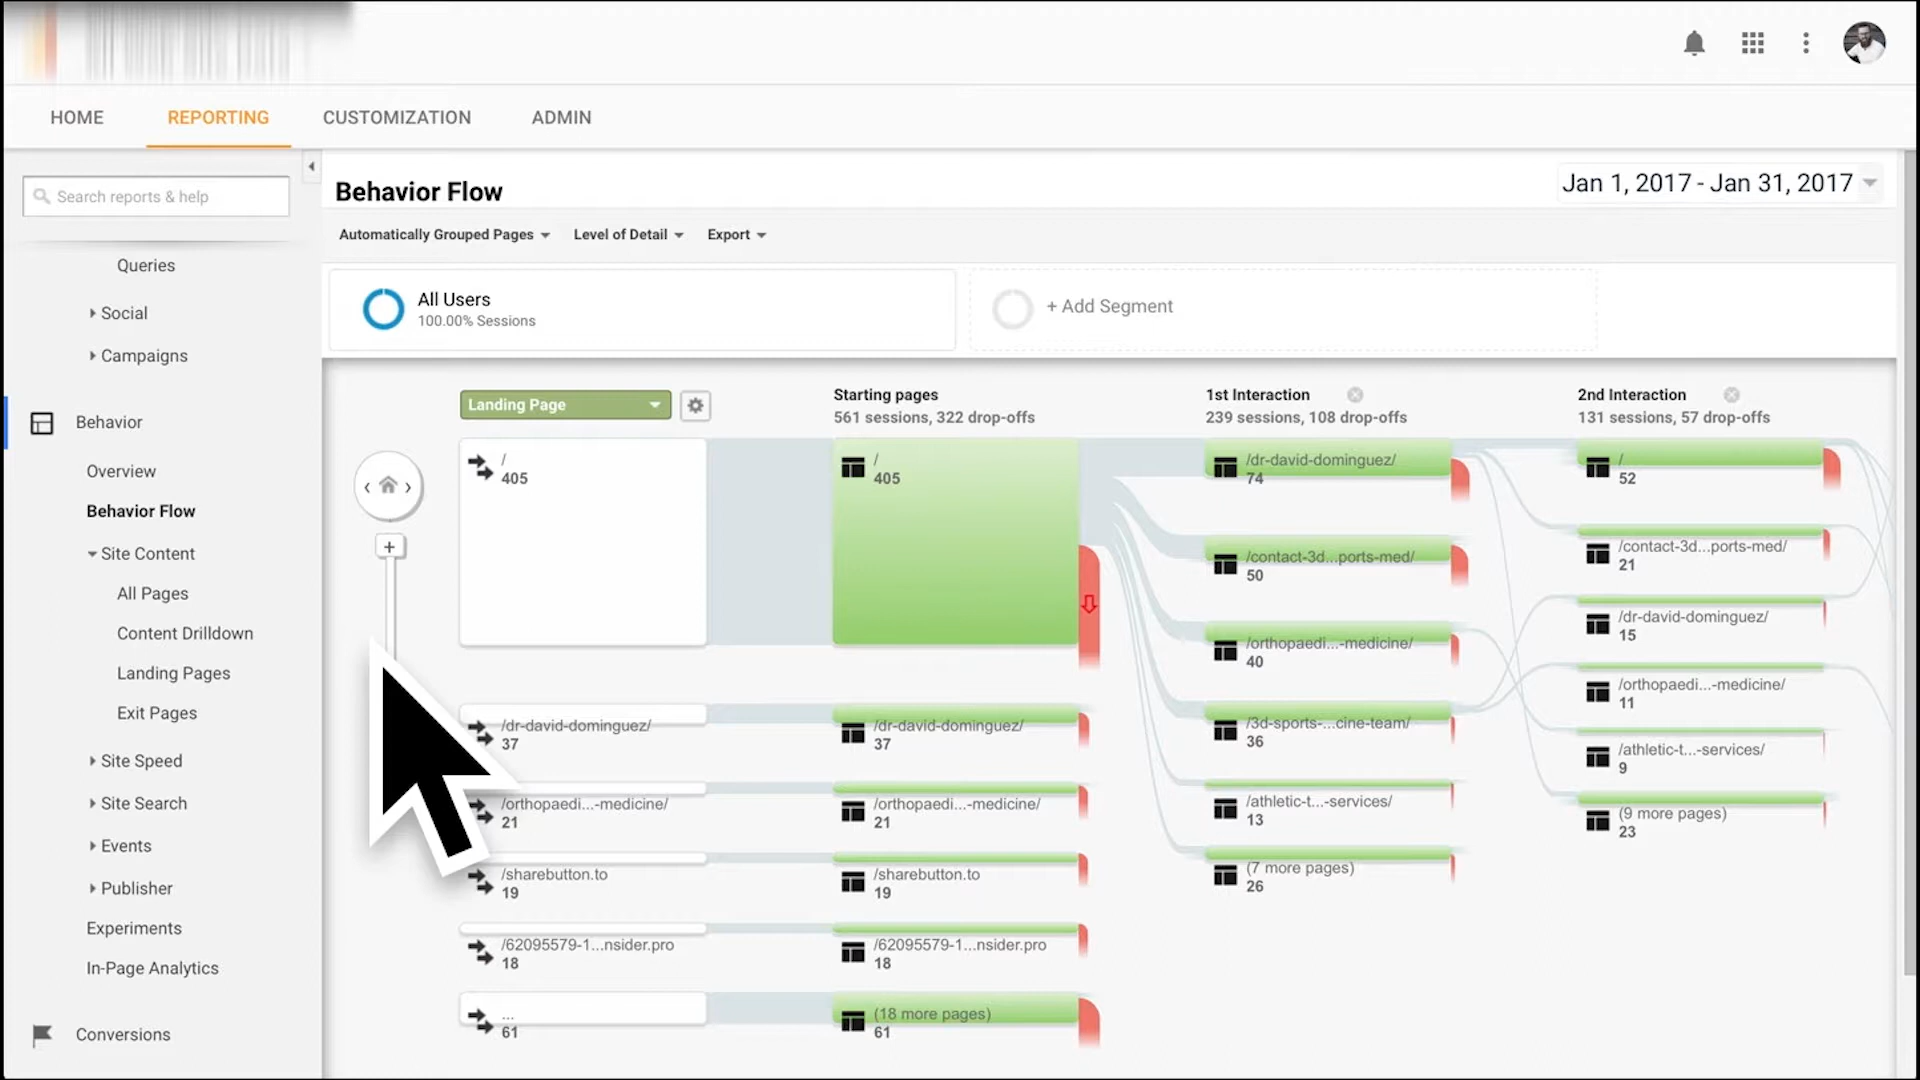 HOME
REPORTING
CUSTOMIZATION
ADMIN
Search reports & help
Queries
Social
Campaigns
Behavior
Overview
Behavior Flow
Site Content
All Pages
Content Drilldown
Landing Pages
Exit Pages
Site Speed
Site Search
Events
Publisher
Experiments
In-Page Analytics
Conversions
Behavior Flow
Jan 1, 2017 - Jan 31, 2017
Automatically Grouped Pages
Level of Detail
Export
All Users
100.00% Sessions
+ Add Segment
Landing Page
/
405
/dr-david-dominguez/
37
/orthopaedi...-medicine/
21
/sharebutton.to
19
/62095579-1...nsider.pro
18
...
61
Starting pages
561 sessions, 322 drop-offs
/
405
/dr-david-dominguez/
37
/orthopaedi...-medicine/
21
/sharebutton.to
19
/62095579-1...nsider.pro
18
(18 more pages)
61
1st Interaction
239 sessions, 108 drop-offs
/dr-david-dominguez/
74
/contact-3d...ports-med/
50
/orthopaedi...-medicine/
40
/3d-sports-...cine-team/
36
/athletic-t...-services/
13
(7 more pages)
26
2nd Interaction
131 sessions, 57 drop-offs
/
52
/contact-3d...ports-med/
21
/dr-david-dominguez/
15
/orthopaedi...-medicine/
11
/athletic-t...-services/
9
(9 more pages)
23